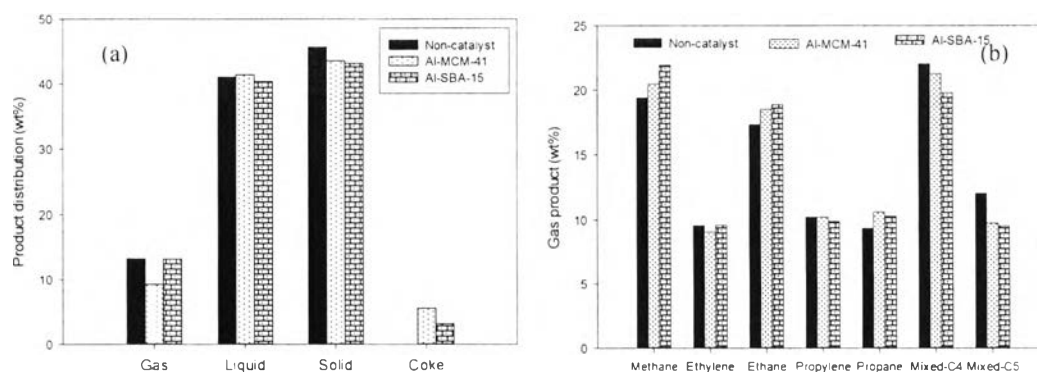 (a)
Product distribution (wt%)
50
40
30
20
10
0
Non-catalyst
Al-MCM-41
Al-SBA-15
Gas Liquid Solid Coke
(b)
Gas product (wt%)
25
20
15
10
5
0
Non-catalyst Al-MCM-41 Al-SBA-15
Methane Ethylene Ethane Propylene Propane Mixed-C4 Mixed-C5